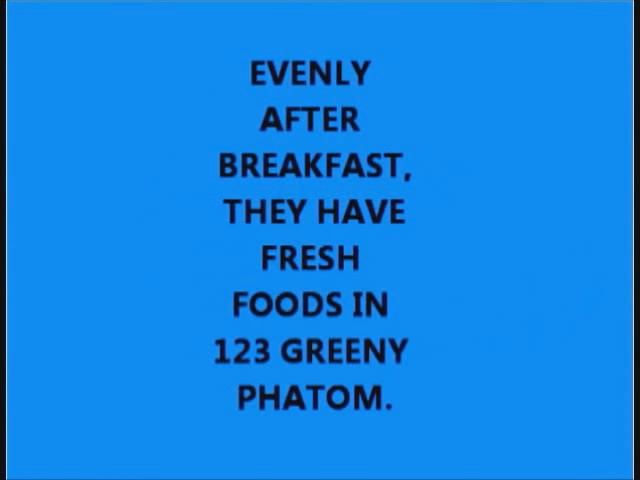 EVENLY
AFTER
BREAKFAST,
THEY HAVE
FRESH
FOODS IN
123 GREENY
PHATOM.